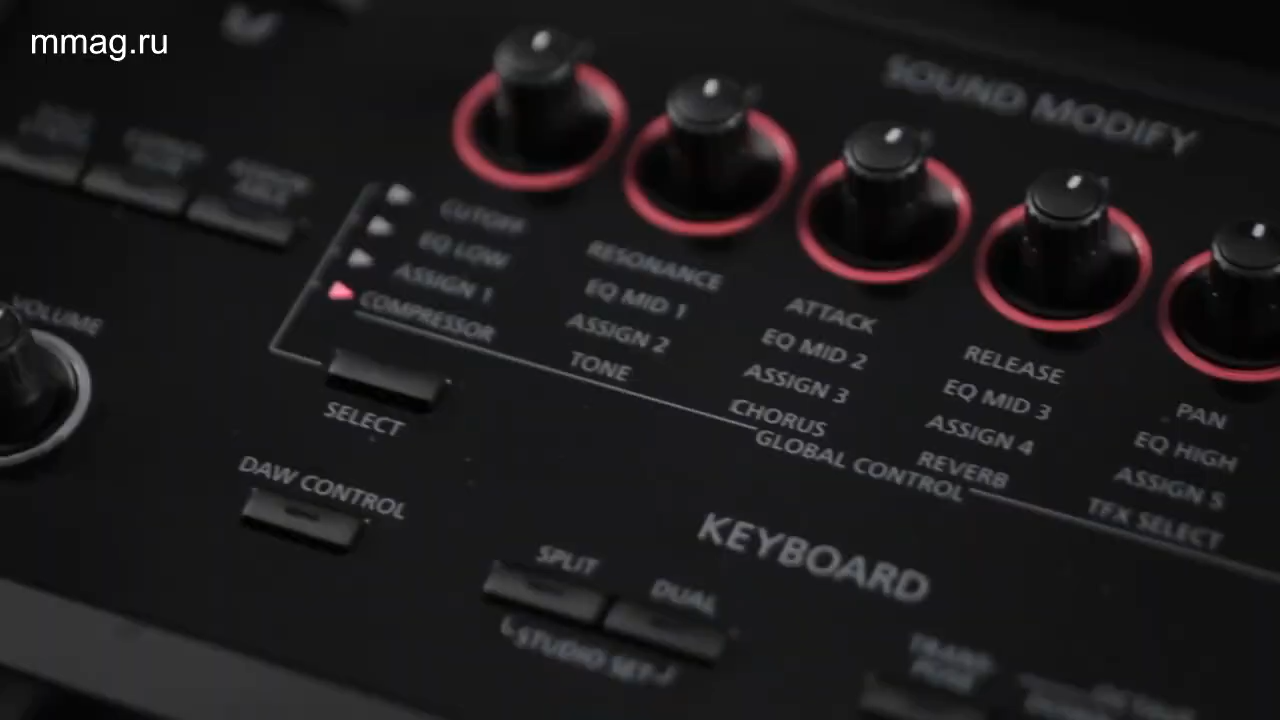 mmag.ru
SOUND MODIFY
CUTOFF
RESONANCE
ATTACK
RELEASE
PAN
EQ LOW
EQ MID 1
EQ MID 2
EQ MID 3
EQ HIGH
ASSIGN 1
ASSIGN 2
ASSIGN 3
ASSIGN 4
ASSIGN 5
COMPRESSOR
TONE
CHORUS
REVERB
TFX SELECT
GLOBAL CONTROL
VOLUME
SELECT
DAW CONTROL
KEYBOARD
SPLIT
DUAL
STUDIO SET